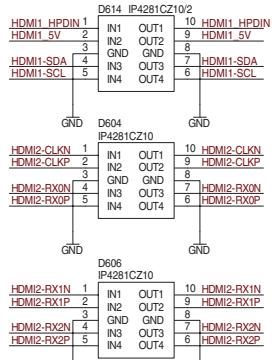 D614 IP4281CZ10/2
HDMI1_HPDIN 1 IN1 OUT1 10 HDMI1_HPDIN
HDMI1_5V 2 IN2 OUT2 9 HDMI1_5V
3 GND GND 8
HDMI1-SDA 4 IN3 OUT3 7 HDMI1-SDA
HDMI1-SCL 5 IN4 OUT4 6 HDMI1-SCL
GND GND
D604
IP4281CZ10
HDMI2-CLKN 1 IN1 OUT1 10 HDMI2-CLKN
HDMI2-CLKP 2 IN2 OUT2 9 HDMI2-CLKP
3 GND GND 8
HDMI2-RX0N 4 IN3 OUT3 7 HDMI2-RX0N
HDMI2-RX0P 5 IN4 OUT4 6 HDMI2-RX0P
GND GND
D606
IP4281CZ10
HDMI2-RX1N 1 IN1 OUT1 10 HDMI2-RX1N
HDMI2-RX1P 2 IN2 OUT2 9 HDMI2-RX1P
3 GND GND 8
HDMI2-RX2N 4 IN3 OUT3 7 HDMI2-RX2N
HDMI2-RX2P 5 IN4 OUT4 6 HDMI2-RX2P